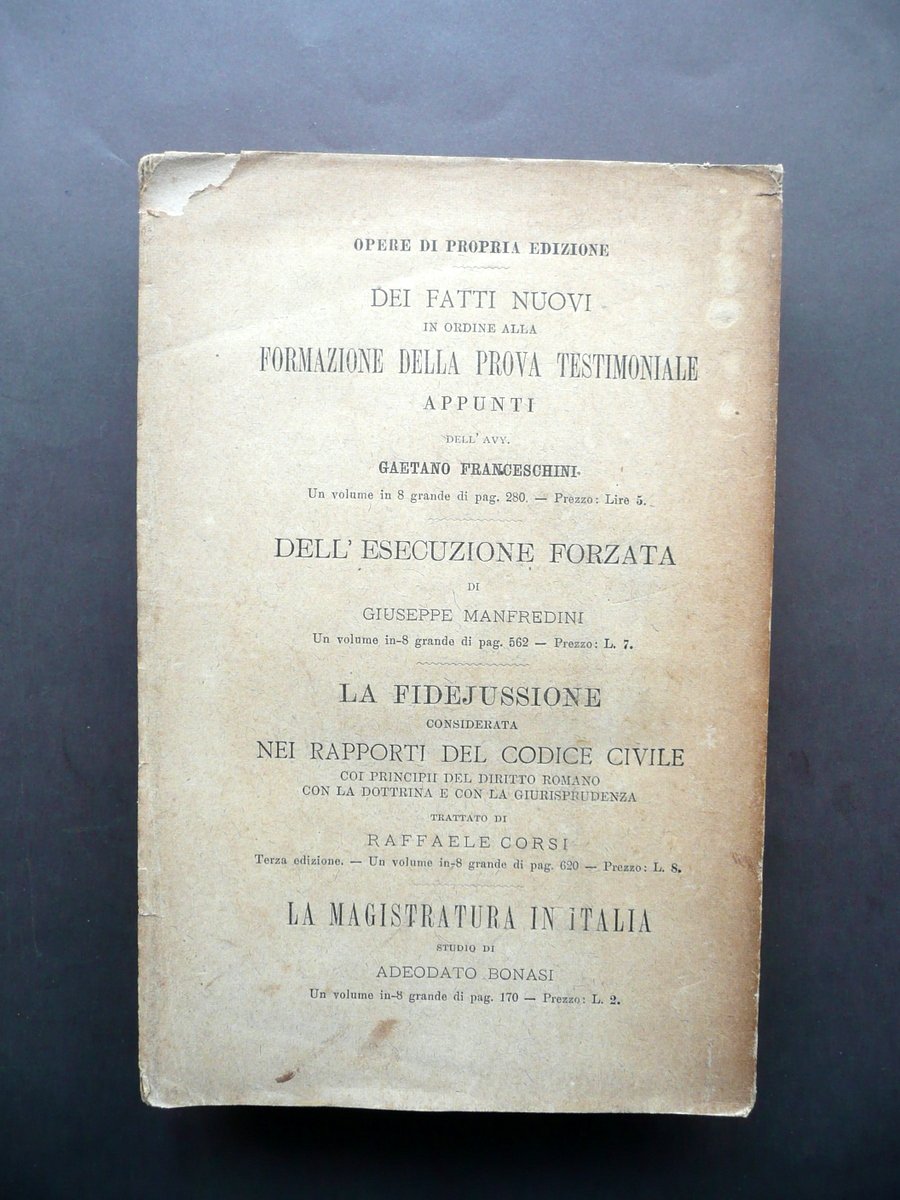 OPERE DI PROPRIA EDIZIONE
DEI FATTI NUOVI
IN ORDINE ALLA
FORMAZIONE DELLA PROVA TESTIMONIALE
APPUNTI
DELL' AVV.
GAETANO FRANCESCHINI
Un volume in 8 grande di pag. 280. — Prezzo: Lire 5.
DELL' ESECUZIONE FORZATA
DI
GIUSEPPE MANFREDINI
Un volume in-8 grande di pag. 562 — Prezzo: L. 7.
LA FIDEJUSSIONE
CONSIDERATA
NEI RAPPORTI DEL CODICE CIVILE
COI PRINCIPII DEL DIRITTO ROMANO
CON LA DOTTRINA E CON LA GIURISPRUDENZA
TRATTATO DI
RAFFAELE CORSI
Terza edizione. — Un volume in-8 grande di pag. 620 — Prezzo: L. 8.
LA MAGISTRATURA IN ITALIA
STUDIO DI
ADEODATO BONASI
Un volume in-8 grande di pag. 170 — Prezzo: L. 2.